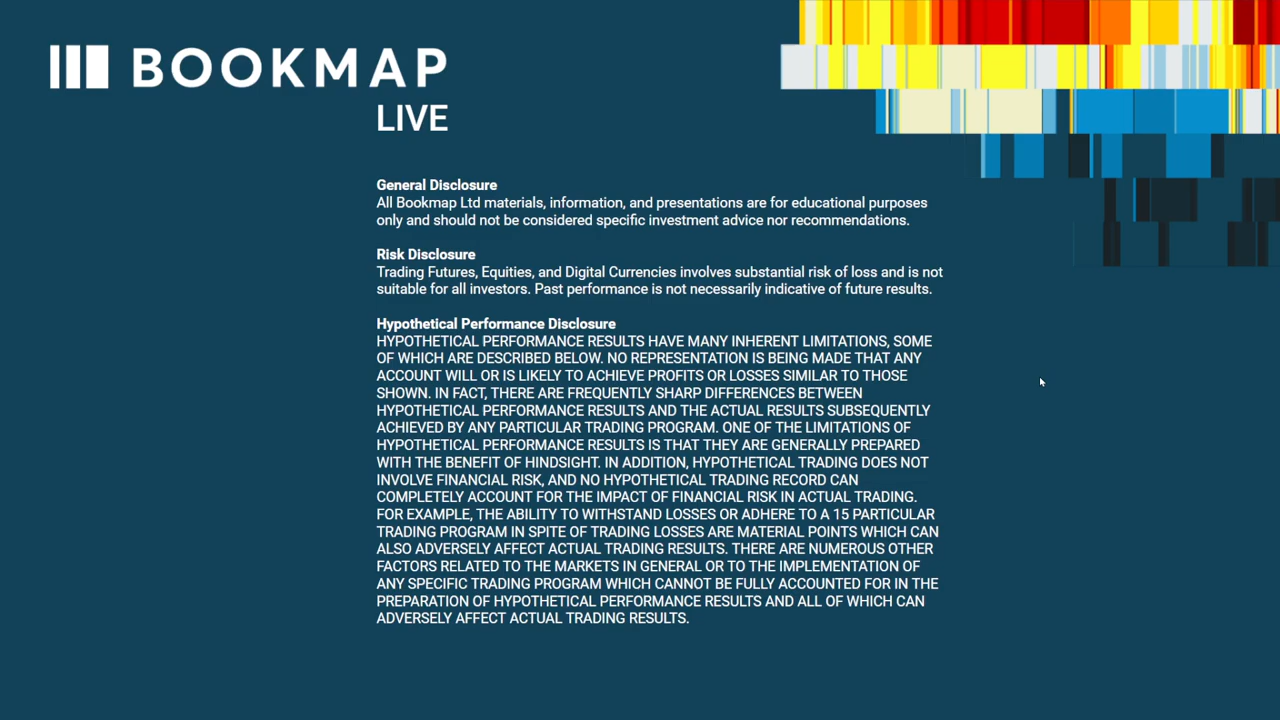 BOOKMAP
LIVE
General Disclosure
All Bookmap Ltd materials, information, and presentations are for educational purposes
only and should not be considered specific investment advice nor recommendations.
Risk Disclosure
Trading Futures, Equities, and Digital Currencies involves substantial risk of loss and is not
suitable for all investors. Past performance is not necessarily indicative of future results.
Hypothetical Performance Disclosure
HYPOTHETICAL PERFORMANCE RESULTS HAVE MANY INHERENT LIMITATIONS, SOME
OF WHICH ARE DESCRIBED BELOW. NO REPRESENTATION IS BEING MADE THAT ANY
ACCOUNT WILL OR IS LIKELY TO ACHIEVE PROFITS OR LOSSES SIMILAR TO THOSE
SHOWN. IN FACT, THERE ARE FREQUENTLY SHARP DIFFERENCES BETWEEN
HYPOTHETICAL PERFORMANCE RESULTS AND THE ACTUAL RESULTS SUBSEQUENTLY
ACHIEVED BY ANY PARTICULAR TRADING PROGRAM. ONE OF THE LIMITATIONS OF
HYPOTHETICAL PERFORMANCE RESULTS IS THAT THEY ARE GENERALLY PREPARED
WITH THE BENEFIT OF HINDSIGHT. IN ADDITION, HYPOTHETICAL TRADING DOES NOT
INVOLVE FINANCIAL RISK, AND NO HYPOTHETICAL TRADING RECORD CAN
COMPLETELY ACCOUNT FOR THE IMPACT OF FINANCIAL RISK IN ACTUAL TRADING.
FOR EXAMPLE, THE ABILITY TO WITHSTAND LOSSES OR ADHERE TO A 15 PARTICULAR
TRADING PROGRAM IN SPITE OF TRADING LOSSES ARE MATERIAL POINTS WHICH CAN
ALSO ADVERSELY AFFECT ACTUAL TRADING RESULTS. THERE ARE NUMEROUS OTHER
FACTORS RELATED TO THE MARKETS IN GENERAL OR TO THE IMPLEMENTATION OF
ANY SPECIFIC TRADING PROGRAM WHICH CANNOT BE FULLY ACCOUNTED FOR IN THE
PREPARATION OF HYPOTHETICAL PERFORMANCE RESULTS AND ALL OF WHICH CAN
ADVERSELY AFFECT ACTUAL TRADING RESULTS.